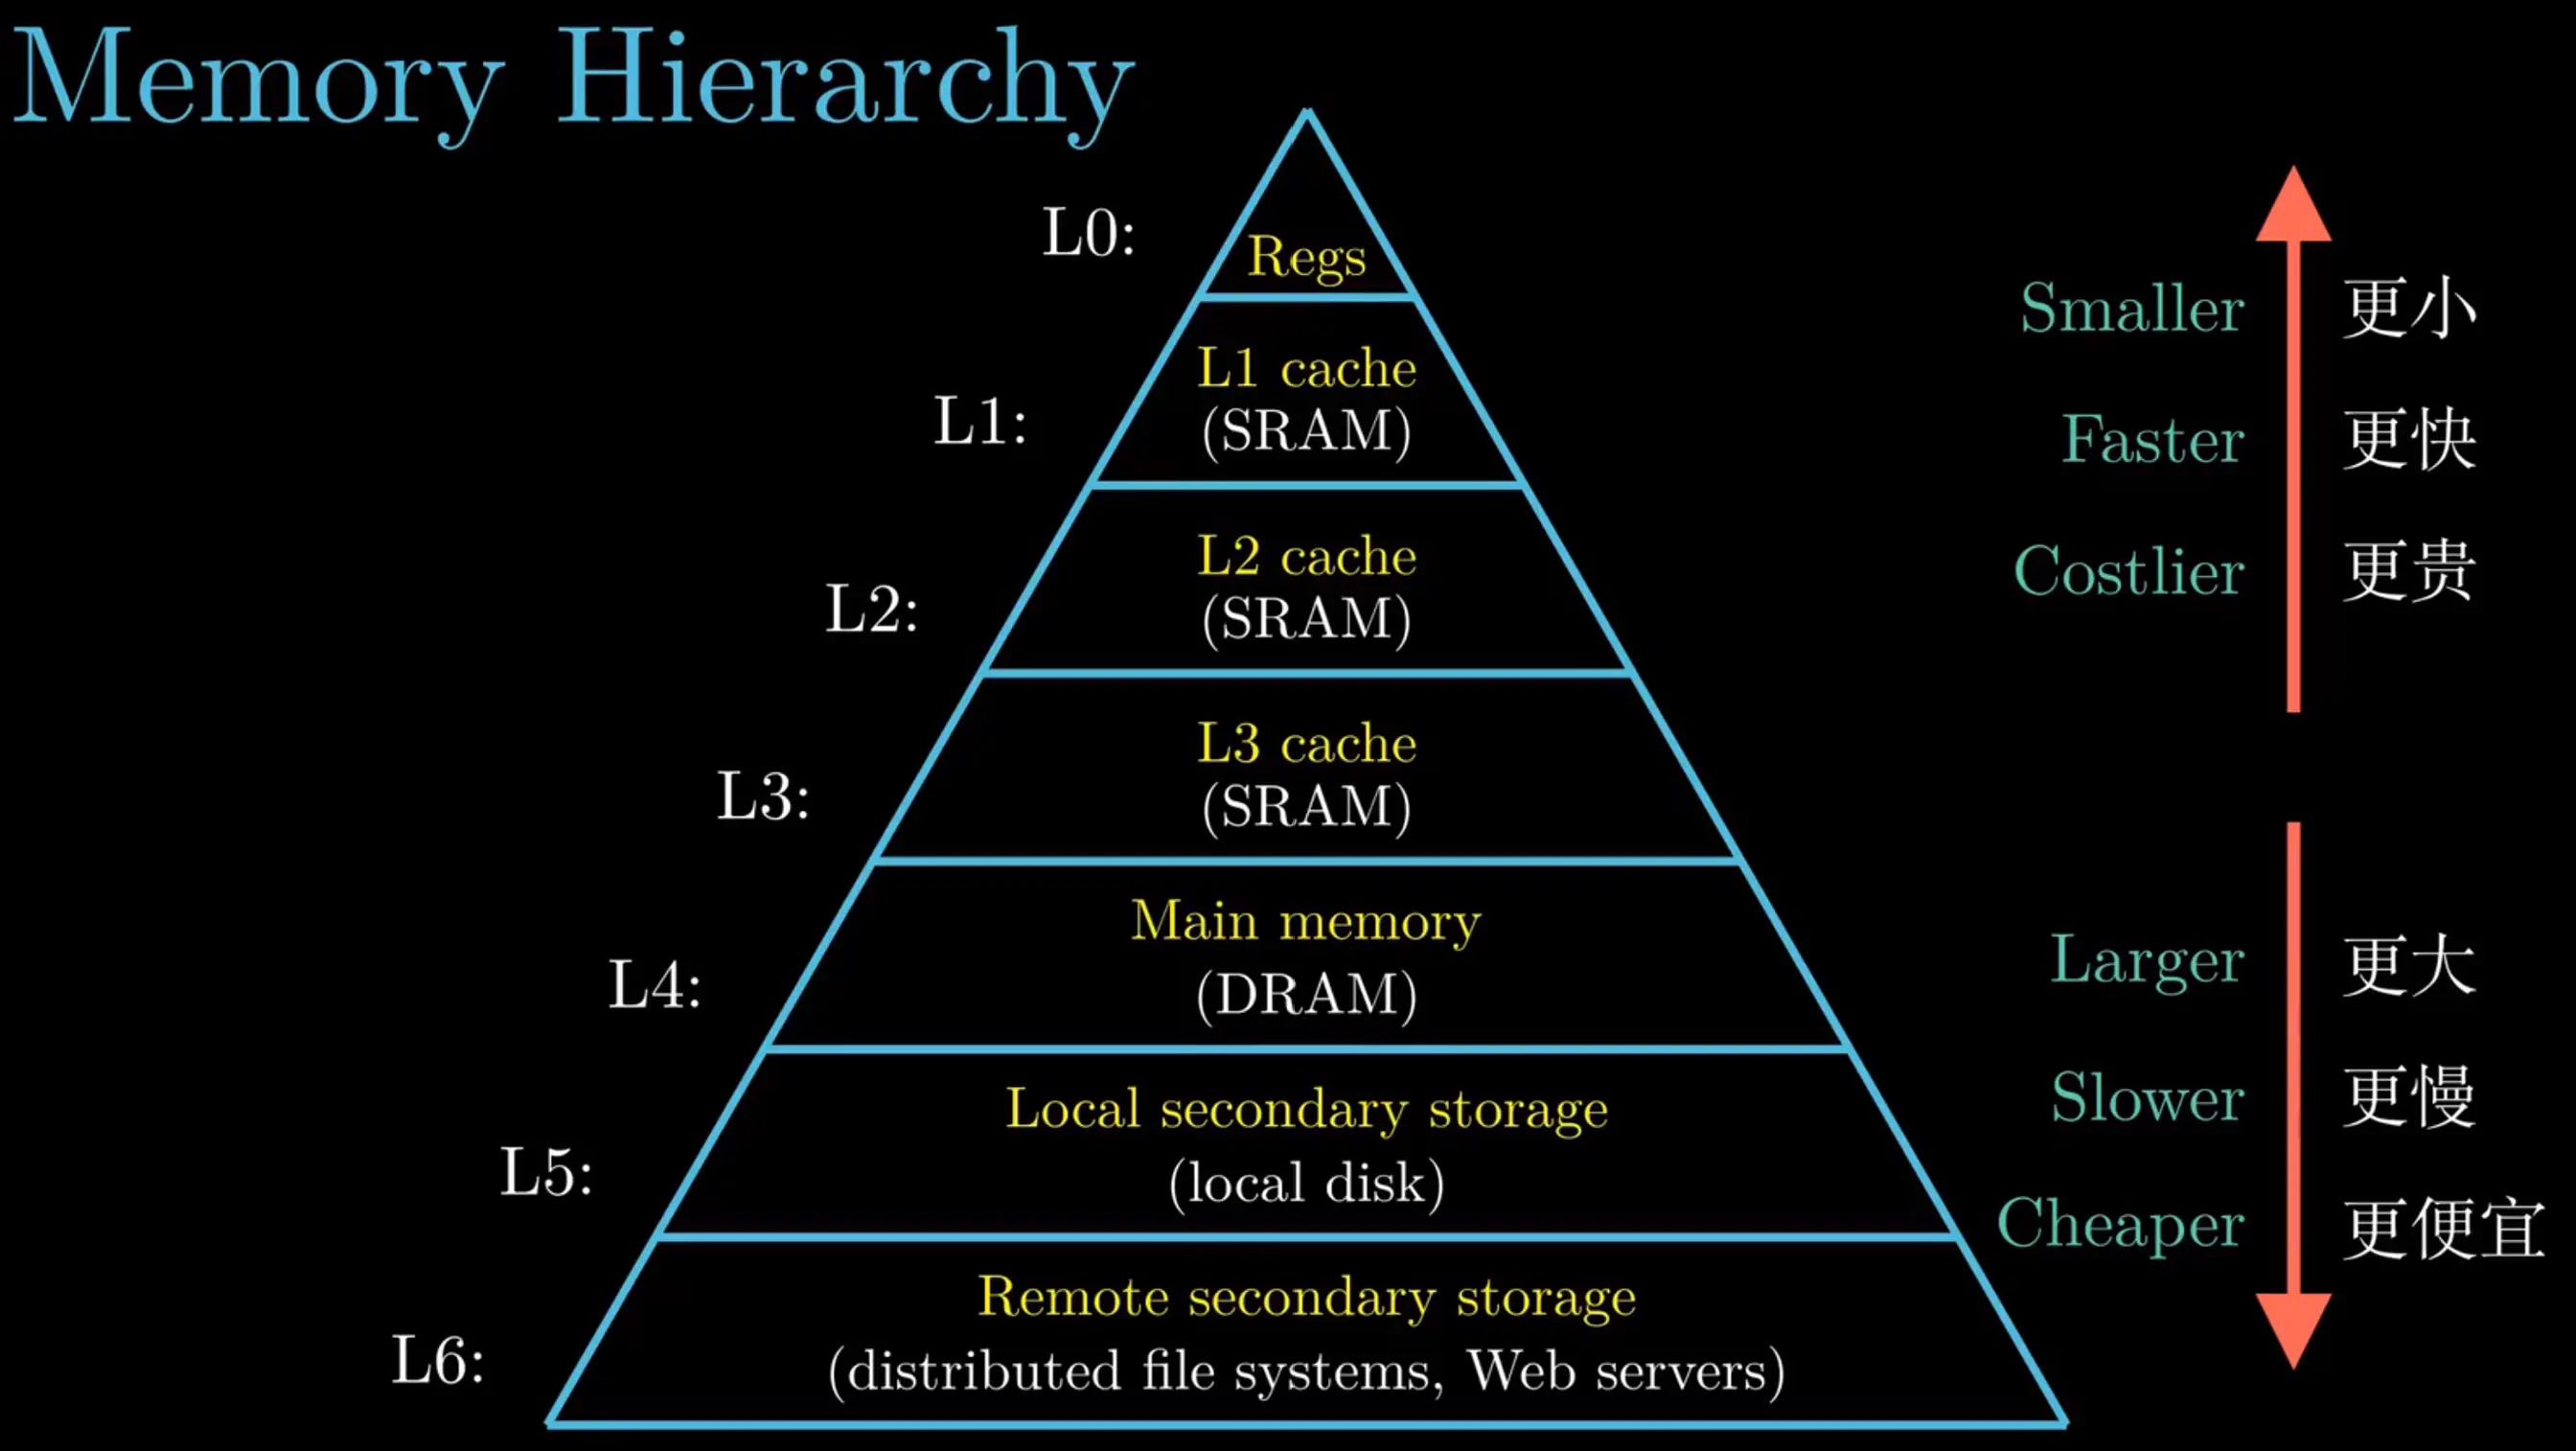 Memory Hierarchy
L0:
Regs
L1:
L1 cache
(SRAM)
L2:
L2 cache
(SRAM)
L3:
L3 cache
(SRAM)
L4:
Main memory
(DRAM)
L5:
Local secondary storage
(local disk)
L6:
Remote secondary storage
(distributed file systems, Web servers)
Smaller 更小
Faster 更快
Costlier 更贵
Larger 更大
Slower 更慢
Cheaper 更便宜